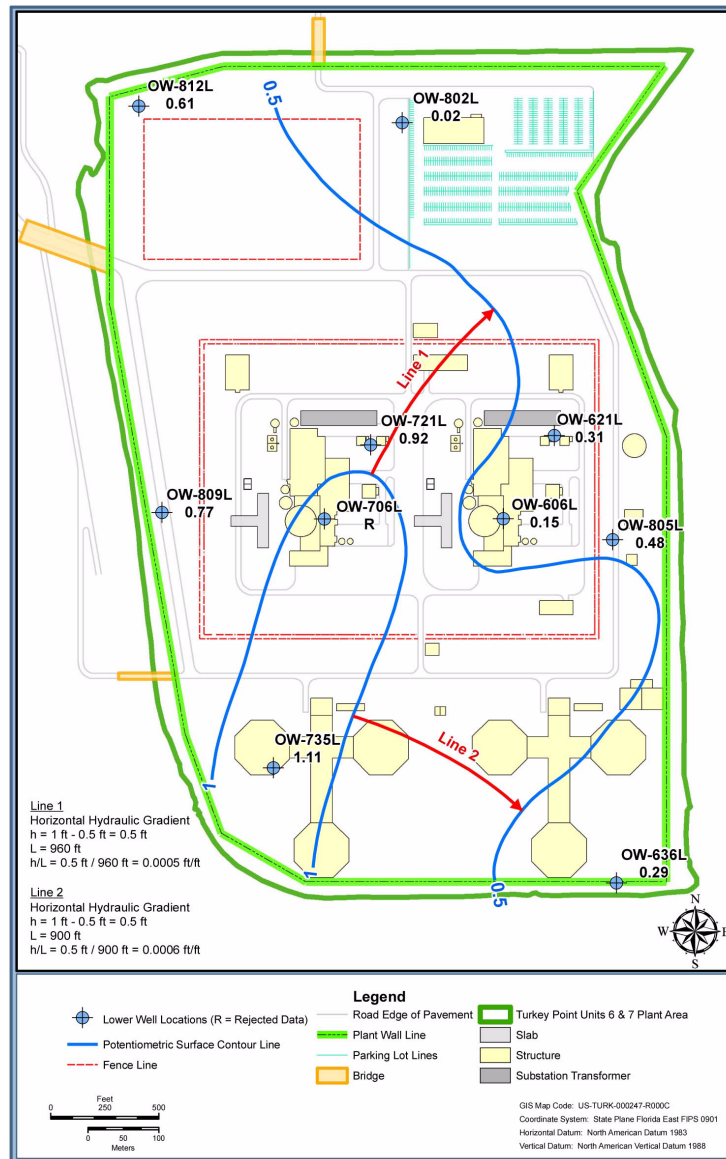 OW-812L
0.61
0.5
OW-802L
0.02
Line 1
OW-721L
0.92
OW-621L
0.31
OW-809L
0.77
OW-706L
R
OW-606L
0.15
OW-805L
0.48
Line 2
OW-735L
1.11
1
1
0.5
OW-636L
0.29
N
W
E
S
Line 1
Horizontal Hydraulic Gradient
h = 1 ft - 0.5 ft = 0.5 ft
L = 960 ft
h/L = 0.5 ft / 960 ft = 0.0005 ft/ft
Line 2
Horizontal Hydraulic Gradient
h = 1 ft - 0.5 ft = 0.5 ft
L = 900 ft
h/L = 0.5 ft / 900 ft = 0.0006 ft/ft
Legend
Lower Well Locations (R = Rejected Data)
Potentiometric Surface Contour Line
Fence Line
Road Edge of Pavement
Plant Wall Line
Parking Lot Lines
Bridge
Turkey Point Units 6 & 7 Plant Area
Slab
Structure
Substation Transformer
Feet
0 250 500
0 50 100
Meters
GIS Map Code: US-TURK-000247-R000C
Coordinate System: State Plane Florida East FIPS 0901
Horizontal Datum: North American Datum 1983
Vertical Datum: North American Vertical Datum 1988